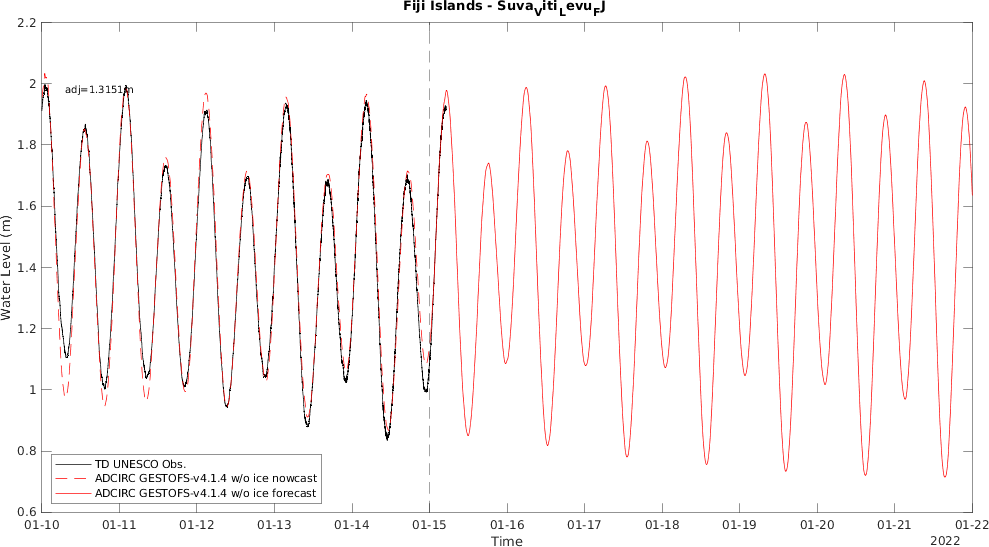 Fiji Islands - SuvaVitiLevuFJ
2.2
2
1.8
1.6
1.4
1.2
1
0.8
0.6
Water Level (m)
adj=1.3151m
TD UNESCO Obs.
ADCIRC GESTOFS-v4.1.4 w/o ice nowcast
ADCIRC GESTOFS-v4.1.4 w/o ice forecast
01-10 01-11 01-12 01-13 01-14 01-15 01-16 01-17 01-18 01-19 01-20 01-21 01-22
Time
2022